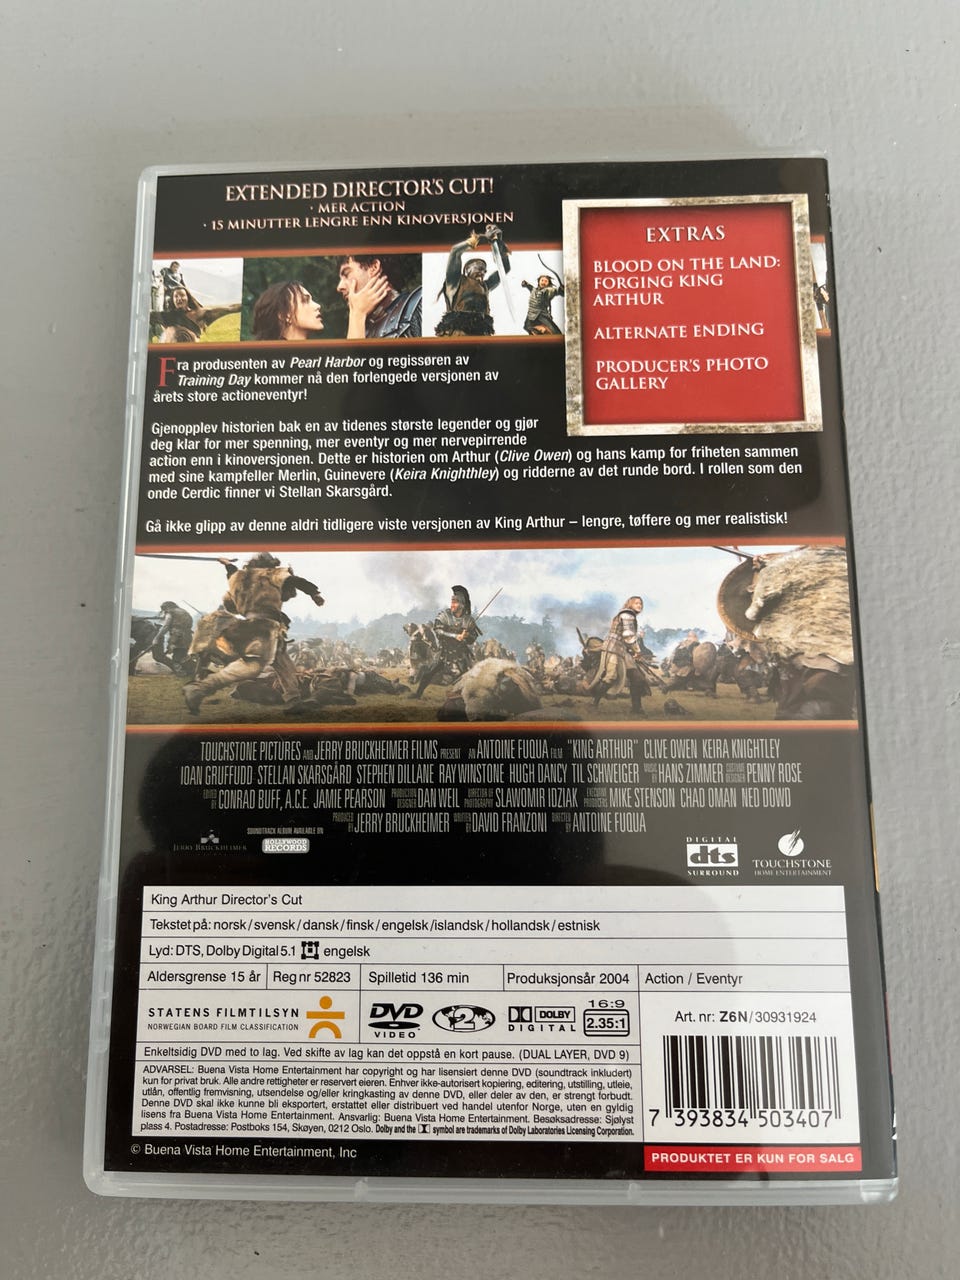 EXTENDED DIRECTOR'S CUT!
· MER ACTION
· 15 MINUTTER LENGRE ENN KINOVERSJONEN
EXTRAS
BLOOD ON THE LAND:
FORGING KING
ARTHUR
ALTERNATE ENDING
PRODUCER'S PHOTO
GALLERY
Fra produsenten av Pearl Harbor og regissøren av
Training Day kommer nå den forlengede versjonen av
årets store actioneventyr!
Gjenopplev historien bak en av tidenes største legender og gjør
deg klar for mer spenning, mer eventyr og mer nervepirrende
action enn i kinoversjonen. Dette er historien om Arthur (Clive Owen) og hans kamp for friheten sammen
med sine kampfeller Merlin, Guinevere (Keira Knighthley) og ridderne av det runde bord. I rollen som den
onde Cerdic finner vi Stellan Skarsgård.
Gå ikke glipp av denne aldri tidligere viste versjonen av King Arthur – lengre, tøffere og mer realistisk!
TOUCHSTONE PICTURES AND JERRY BRUCKHEIMER FILMS PRESENT AN ANTOINE FUQUA FILM "KING ARTHUR" CLIVE OWEN KEIRA KNIGHTLEY
IOAN GRUFFUDD STELLAN SKARSGÅRD STEPHEN DILLANE RAY WINSTONE HUGH DANCY TIL SCHWEIGER MUSIC BY HANS ZIMMER COSTUME DESIGNER PENNY ROSE
EDITED BY CONRAD BUFF, A.C.E. JAMIE PEARSON PRODUCTION DESIGNER DAN WEIL DIRECTOR OF PHOTOGRAPHY SLAWOMIR IDZIAK EXECUTIVE PRODUCERS MIKE STENSON CHAD OMAN NED DOWD
PRODUCED BY JERRY BRUCKHEIMER WRITTEN BY DAVID FRANZONI DIRECTED BY ANTOINE FUQUA
JERRY BRUCKHEIMER
SOUNDTRACK ALBUM AVAILABLE ON
HOLLYWOOD
RECORDS
DIGITAL
dts
SURROUND
TOUCHSTONE
HOME ENTERTAINMENT
King Arthur Director's Cut
Tekstet på: norsk/svensk/dansk/finsk/engelsk/islandsk/hollandsk/estnisk
Lyd: DTS, Dolby Digital 5.1 engelsk
Aldersgrense 15 år Reg nr 52823 Spilletid 136 min Produksjonsår 2004 Action / Eventyr
STATENS FILMTILSYN
NORWEGIAN BOARD FILM CLASSIFICATION
DVD
VIDEO
2
DOLBY
DIGITAL
16:9
2.35:1
Art. nr: Z6N/30931924
Enkeltsidig DVD med to lag. Ved skifte av lag kan det oppstå en kort pause. (DUAL LAYER, DVD 9)
ADVARSEL: Buena Vista Home Entertainment har copyright og har lisensiert denne DVD (soundtrack inkludert)
kun for privat bruk. Alle andre rettigheter er reservert eieren. Enhver ikke-autorisert kopiering, editering, utstilling, utleie,
utlån, offentlig fremvisning, utsendelse og/eller kringkasting av denne DVD, eller deler av den, er strengt forbudt.
Denne DVD skal ikke kunne bli eksportert, erstattet eller distribuert ved handel utenfor Norge, uten en gyldig
lisens fra Buena Vista Home Entertainment. Ansvarlig: Buena Vista Home Entertainment. Besøksadresse: Sjølyst
plass 4. Postadresse: Postboks 154, Skøyen, 0212 Oslo. Dolby and the symbol are trademarks of Dolby Laboratories Licensing Corporation.
7 393834 503407
© Buena Vista Home Entertainment, Inc
PRODUKTET ER KUN FOR SALG